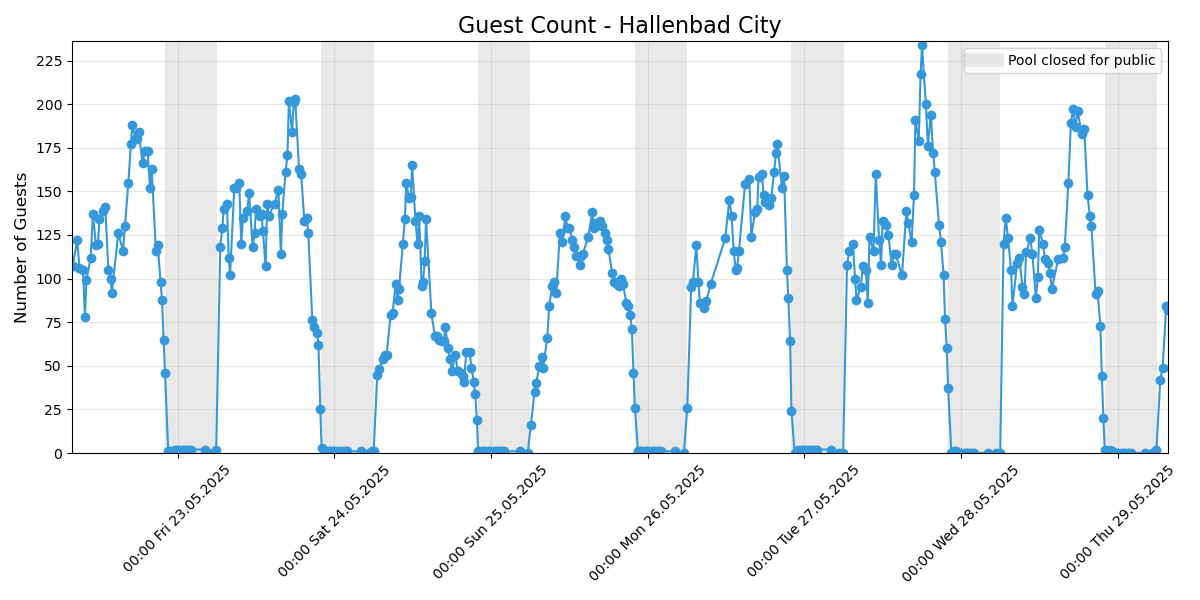 Guest Count - Hallenbad City
Pool closed for public
Number of Guests
225
200
175
150
125
100
75
50
25
0
00:00 Fri 23.05.2025
00:00 Sat 24.05.2025
00:00 Sun 25.05.2025
00:00 Mon 26.05.2025
00:00 Tue 27.05.2025
00:00 Wed 28.05.2025
00:00 Thu 29.05.2025